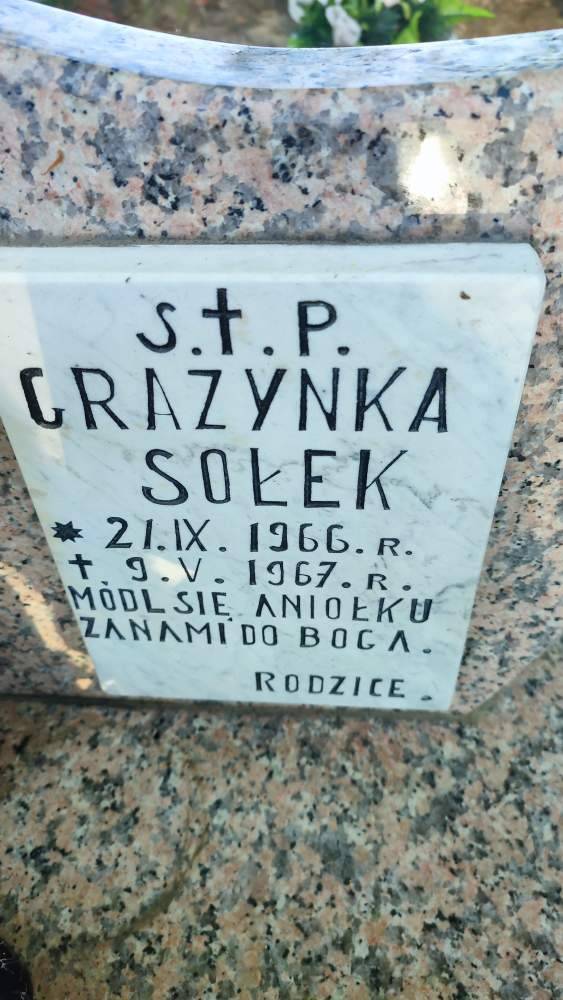 S.†.P.
GRAZYNKA
SOŁEK
* 21.IX.1966.R.
† 9.V.1967.R.
MÓDL SIĘ ANIOŁKU
ZA NAMI DO BOGA.
RODZICE.